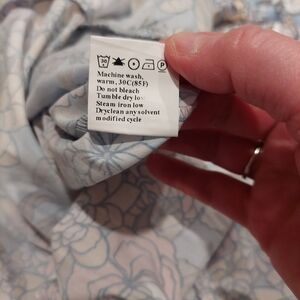 30
P
Machine wash,
warm, 30C(85F)
Do not bleach
Tumble dry low
Steam iron low
Dryclean any solvent
modified cycle